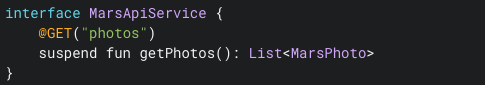 interface MarsApiService {
    @GET("photos")
    suspend fun getPhotos(): List<MarsPhoto>
}